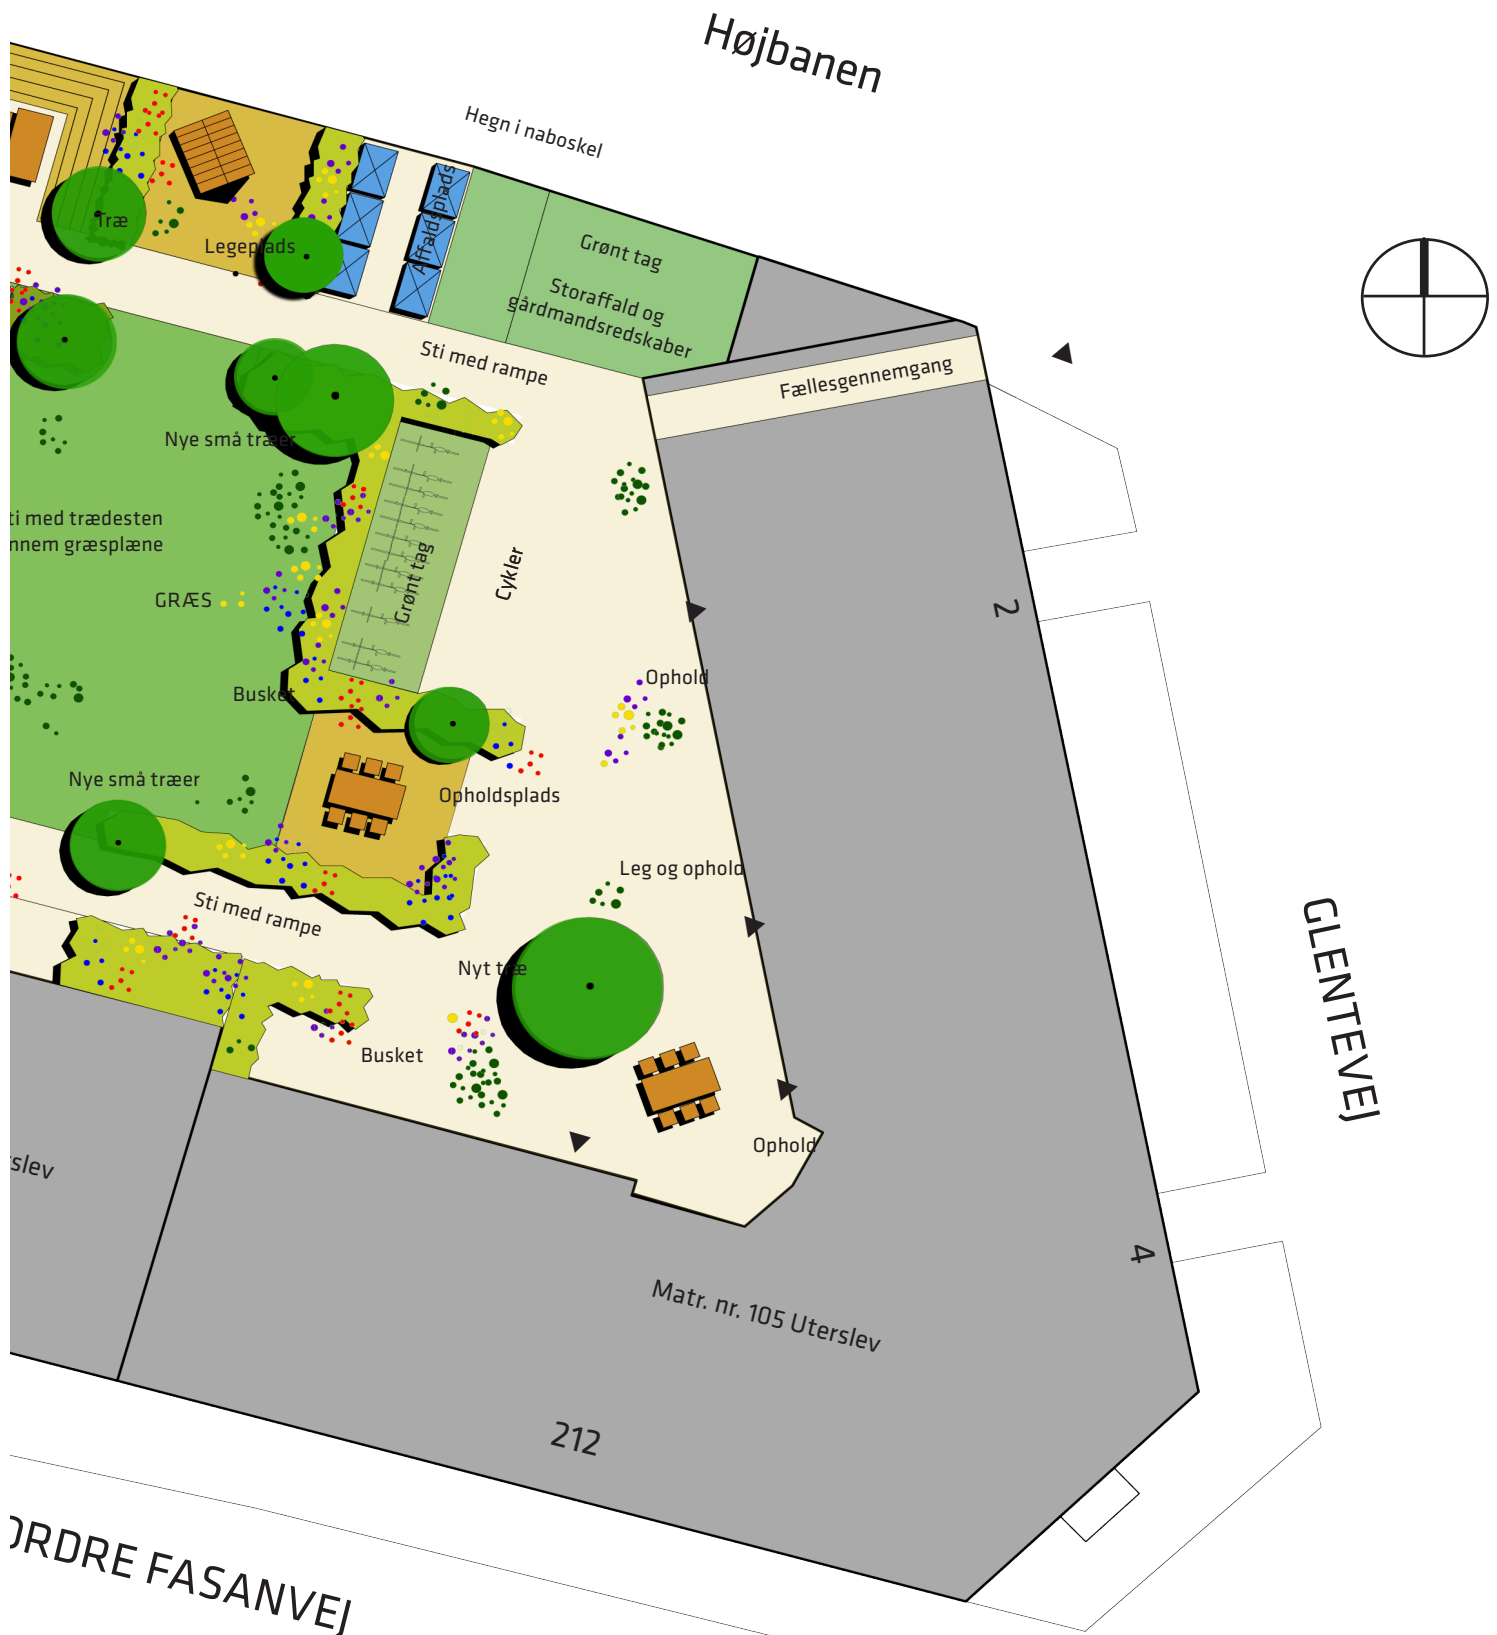 Højbanen
Hegn i naboskel
Affaldsplads
Træ
Legeplads
Grønt tag
Storaffald og
gårdmandsredskaber
Sti med rampe
Fællesgennemgang
Nye små træer
ti med trædesten
nnem græsplæne
GRÆS
Grønt tag
Cykler
2
Busket
Ophold
Nye små træer
Opholdsplads
Leg og ophold
Sti med rampe
Nyt træ
GLENTEVEJ
Busket
Ophold
slev
4
Matr. nr. 105 Uterslev
212
ORDRE FASANVEJ